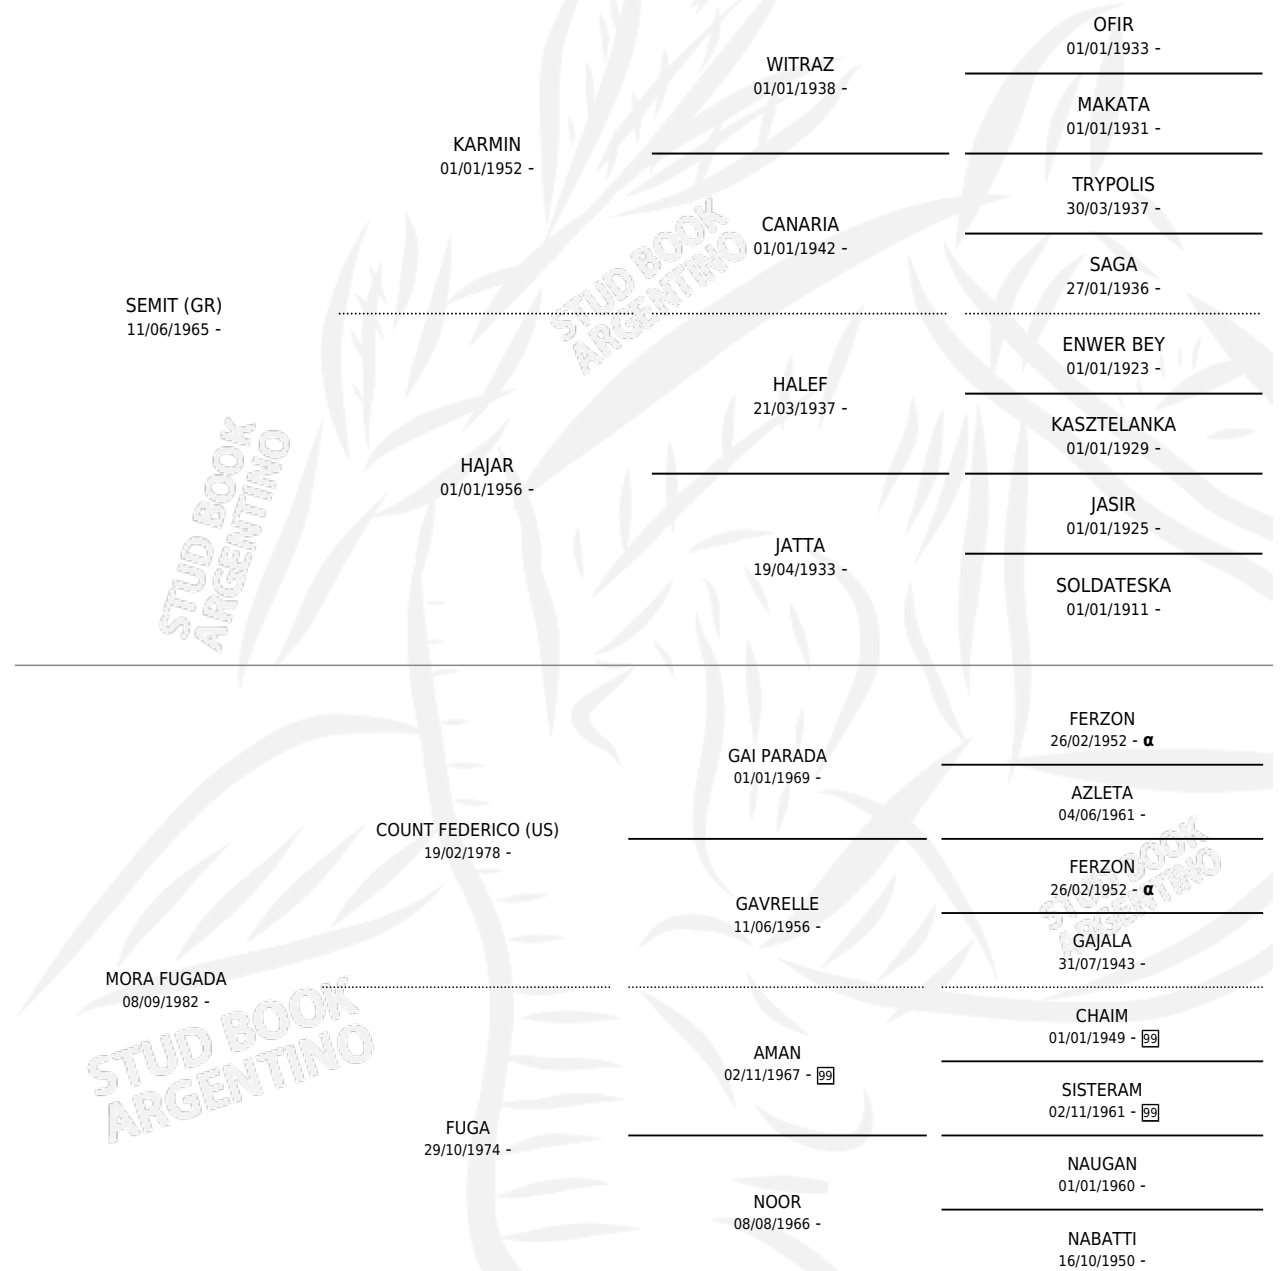 OFIR
01/01/1933 -
WITRAZ
01/01/1938 -
MAKATA
01/01/1931 -
KARMIN
01/01/1952 -
TRYPOLIS
30/03/1937 -
CANARIA
01/01/1942 -
SAGA
27/01/1936 -
SEMIT (GR)
11/06/1965 -
STUD BOOK
ARGENTINO
ENWER BEY
01/01/1923 -
HALEF
21/03/1937 -
KASZTELANKA
01/01/1929 -
HAJAR
01/01/1956 -
STUD BOOK
ARGENTINO
JASIR
01/01/1925 -
JATTA
19/04/1933 -
SOLDATESKA
01/01/1911 -
FERZON
26/02/1952 - α
GAI PARADA
01/01/1969 -
AZLETA
04/06/1961 -
COUNT FEDERICO (US)
19/02/1978 -
FERZON
26/02/1952 - α
STUD BOOK
ARGENTINO
GAVRELLE
11/06/1956 -
GAJALA
31/07/1943 -
MORA FUGADA
08/09/1982 -
STUD BOOK
ARGENTINO
CHAIM
01/01/1949 - 99
AMAN
02/11/1967 - 99
SISTERAM
02/11/1961 - 99
FUGA
29/10/1974 -
NAUGAN
01/01/1960 -
NOOR
08/08/1966 -
NABATTI
16/10/1950 -